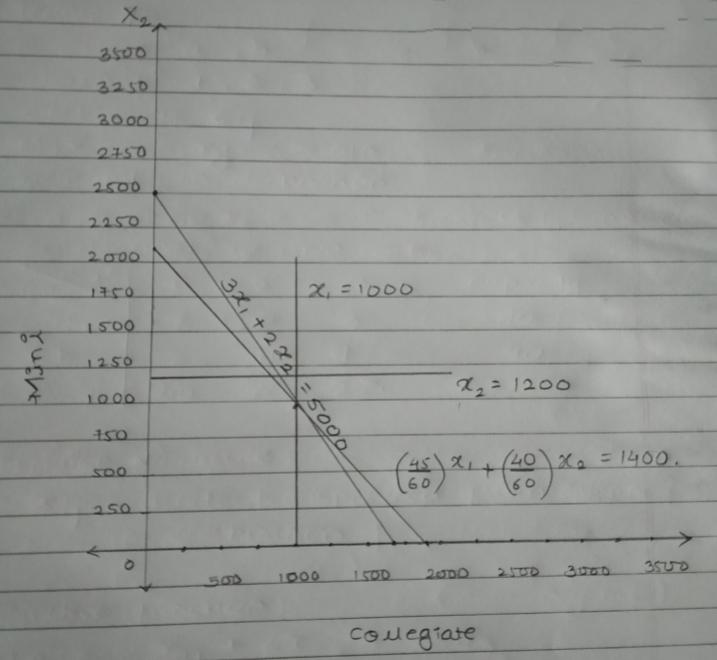 X₂
3500
3250
3000
2750
2500
2250
2000
1750
1500
1250
1000
750
500
250
0
Mini
3x₁ + 2x₂ = 5000
x₁ = 1000
x₂ = 1200
(45/60) x₁ + (40/60) x₂ = 1400.
500 1000 1500 2000 2500 3000 3500
Collegiate